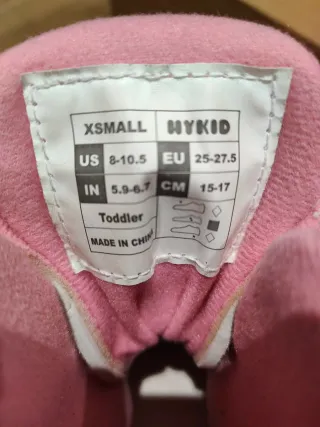 XSMALL HYKID
US 8-10.5 EU 25-27.5
IN 5.9-6.7 CM 15-17
Toddler
MADE IN CHINA